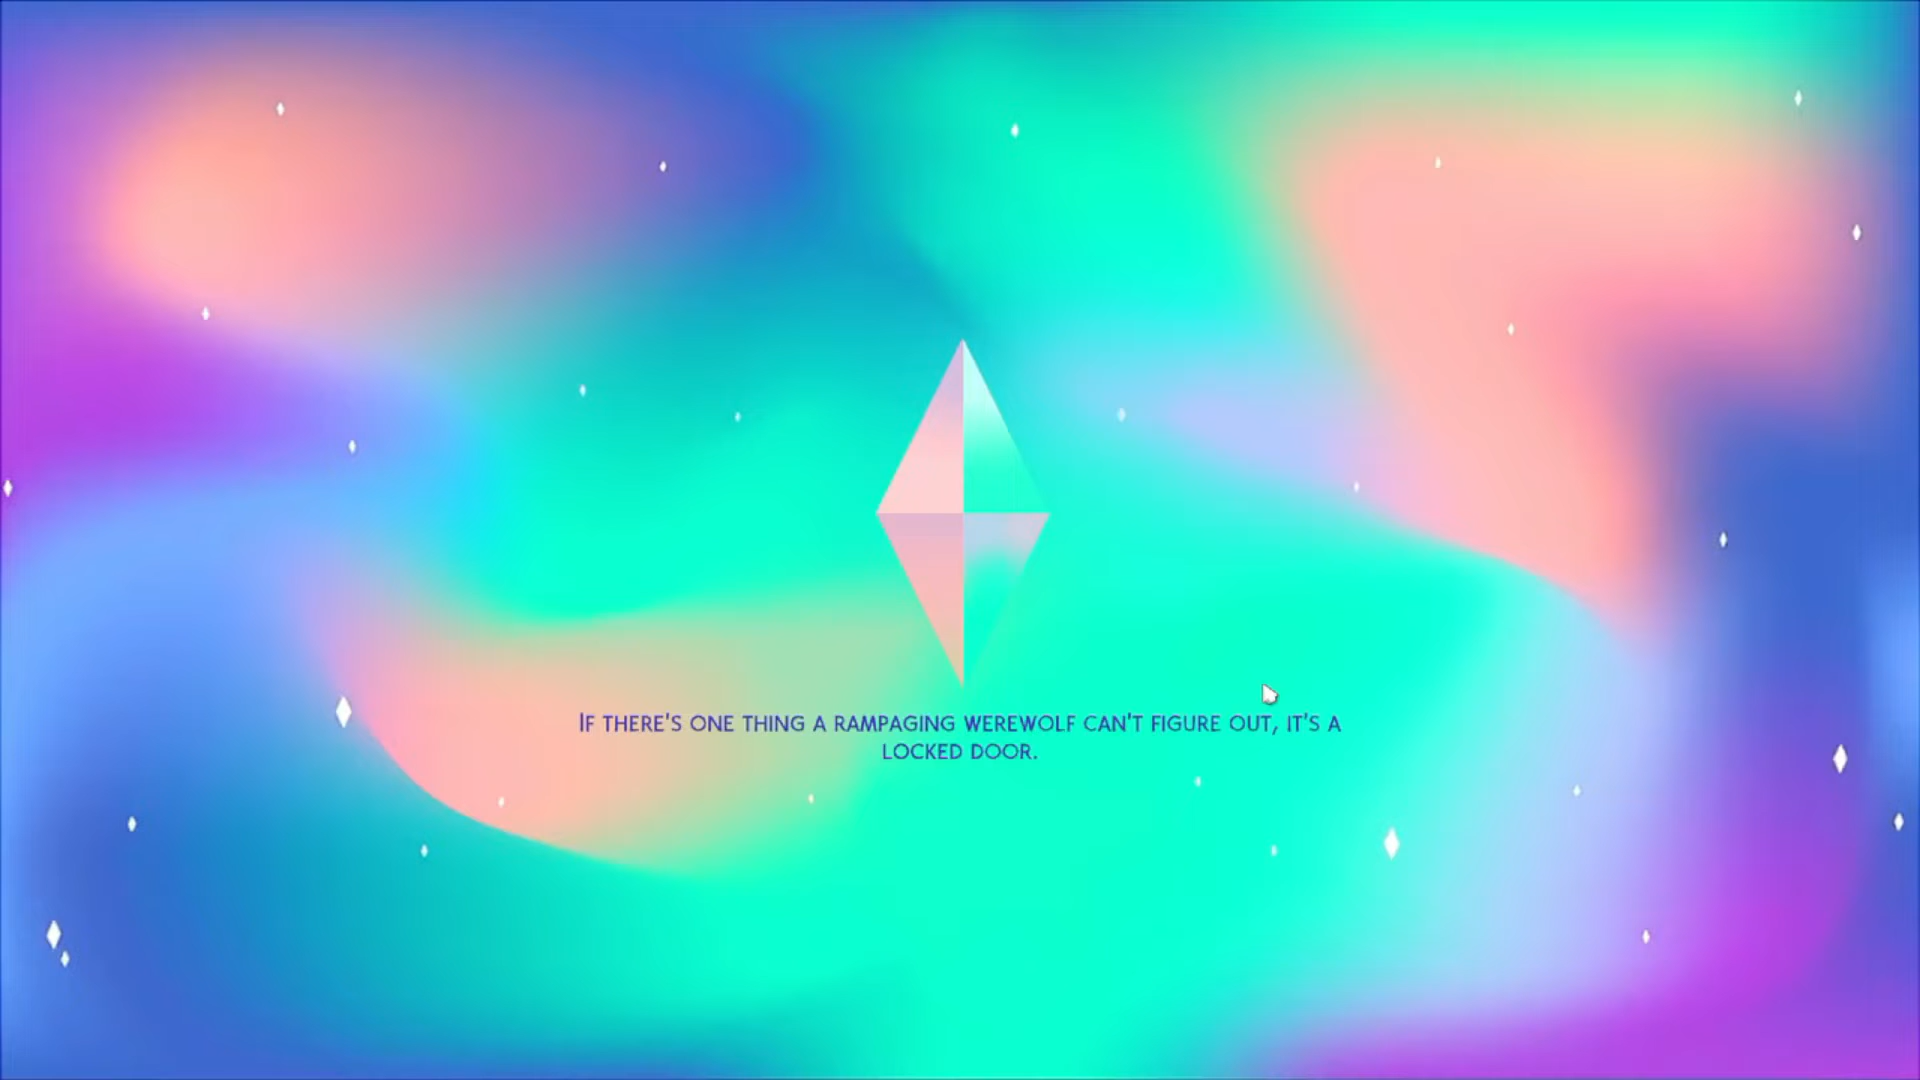 If there's one thing a rampaging werewolf can't figure out, it's a
locked door.